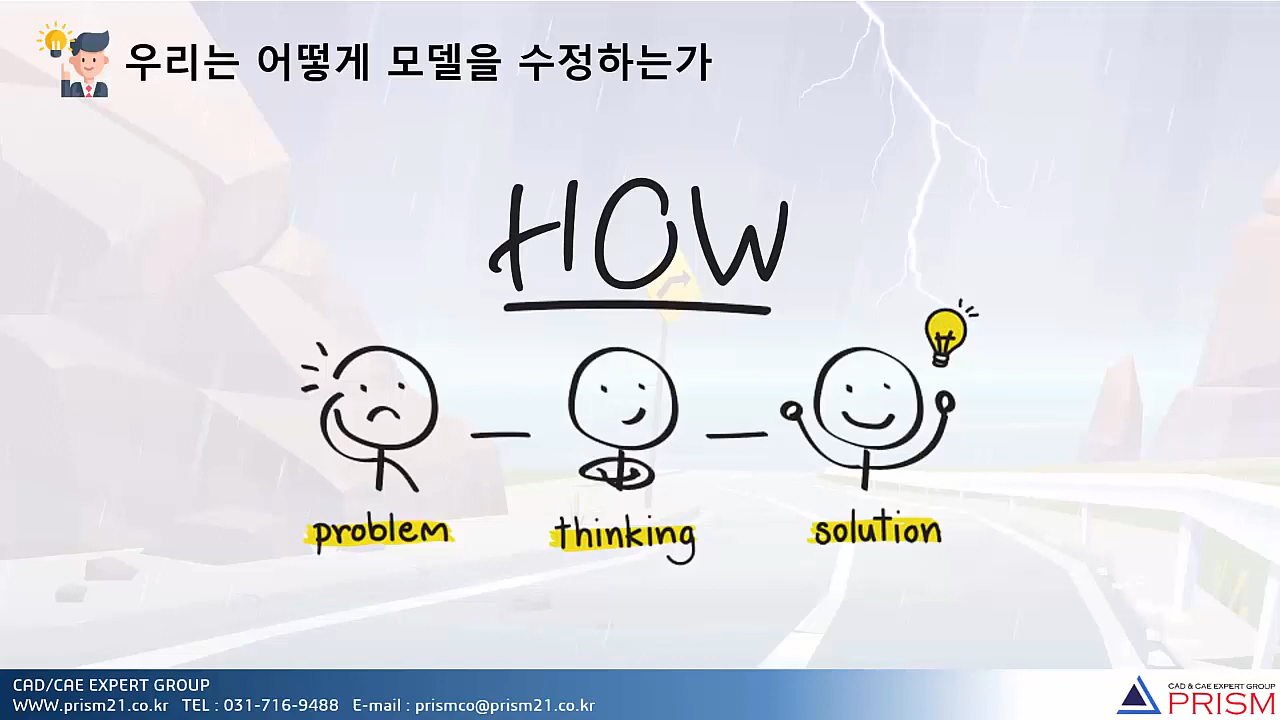 우리는 어떻게 모델을 수정하는가
HOW
problem
thinking
solution
CAD/CAE EXPERT GROUP
WWW.prism21.co.kr TEL : 031-716-9488 E-mail : prismco@prism21.co.kr
CAD & CAE EXPERT GROUP
PRISM